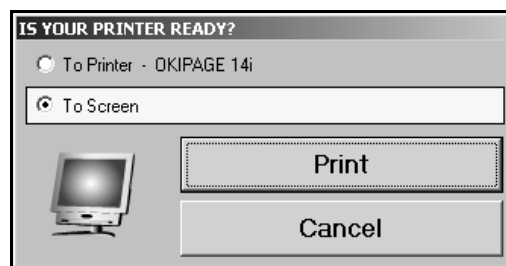 IS YOUR PRINTER READY?
To Printer - OKIPAGE 14i
To Screen
Print
Cancel